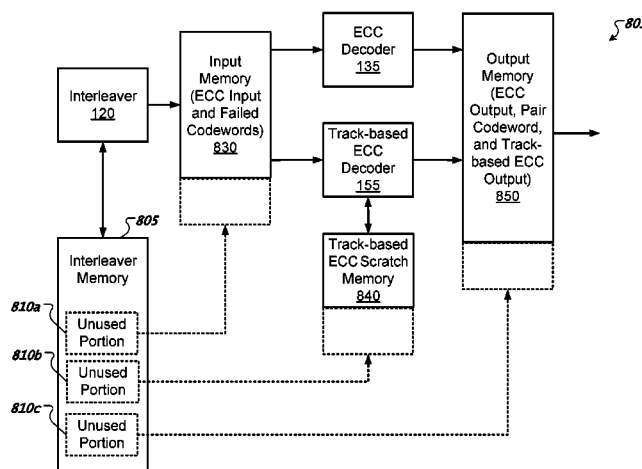 ECC
Decoder
135
Input
Memory
(ECC Input
and Failed
Codewords)
830
Output
Memory
(ECC
Output, Pair
Codeword,
and
Track-based
ECC
Output)
850
Interleaver
120
Track-based
ECC
Decoder
155
805
Interleaver
Memory
Track-based
ECC Scratch
Memory
840
810a
Unused
Portion
810b
Unused
Portion
810c
Unused
Portion